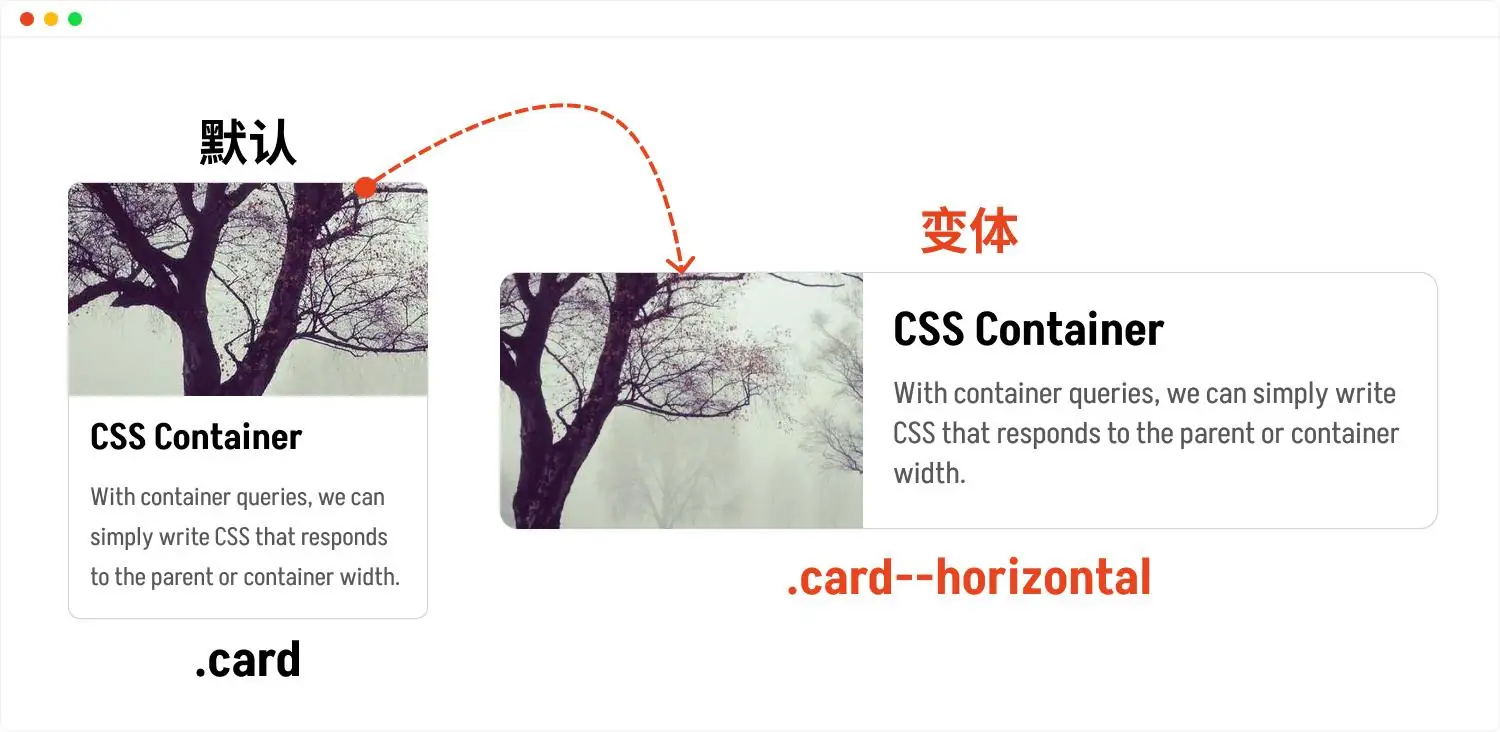 默认
CSS Container
With container queries, we can
simply write CSS that responds
to the parent or container width.
.card
变体
CSS Container
With container queries, we can simply write
CSS that responds to the parent or container
width.
.card--horizontal